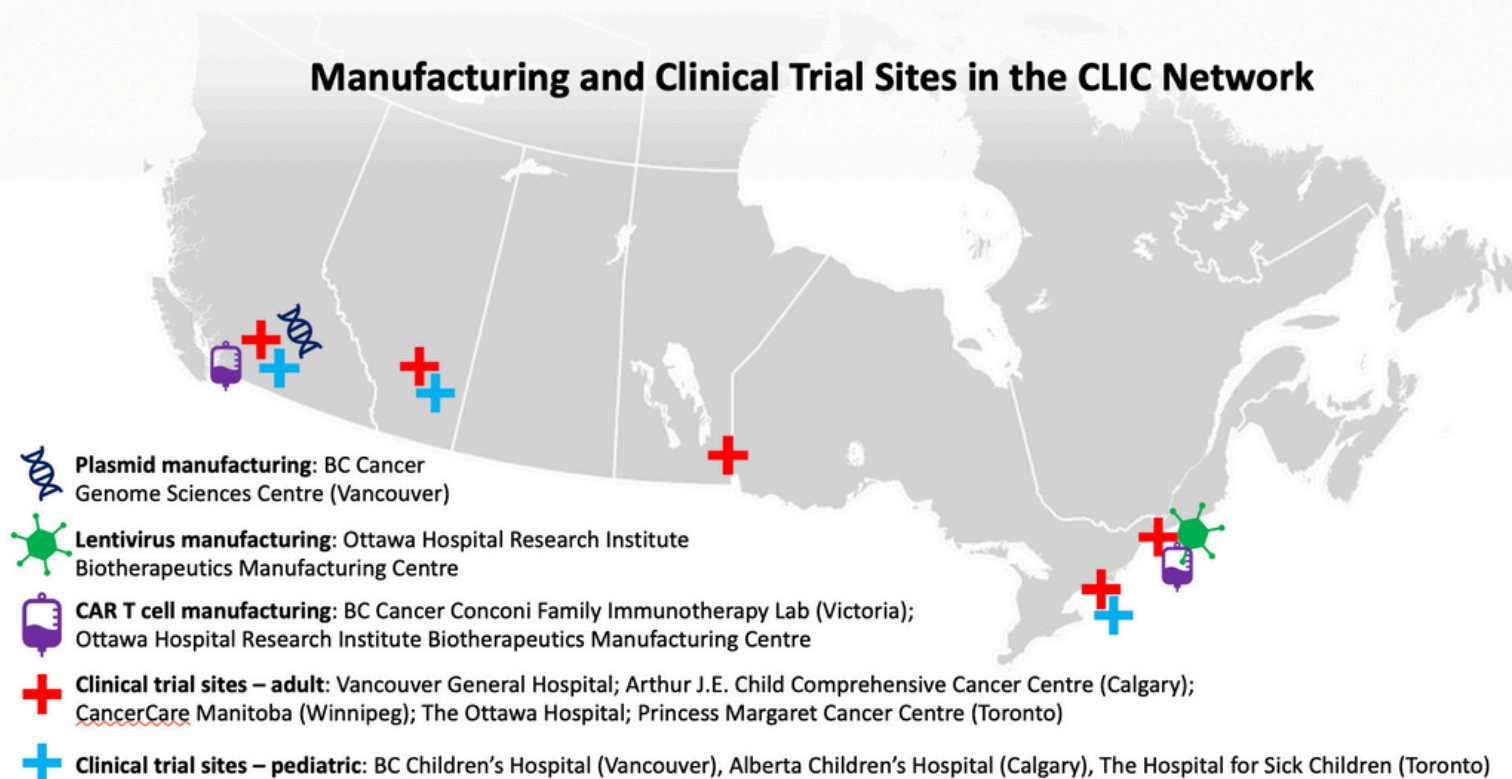 Manufacturing and Clinical Trial Sites in the CLIC Network
Plasmid manufacturing: BC Cancer
Genome Sciences Centre (Vancouver)
Lentivirus manufacturing: Ottawa Hospital Research Institute
Biotherapeutics Manufacturing Centre
CAR T cell manufacturing: BC Cancer Conconi Family Immunotherapy Lab (Victoria);
Ottawa Hospital Research Institute Biotherapeutics Manufacturing Centre
Clinical trial sites – adult: Vancouver General Hospital; Arthur J.E. Child Comprehensive Cancer Centre (Calgary);
CancerCare Manitoba (Winnipeg); The Ottawa Hospital; Princess Margaret Cancer Centre (Toronto)
Clinical trial sites – pediatric: BC Children’s Hospital (Vancouver), Alberta Children’s Hospital (Calgary), The Hospital for Sick Children (Toronto)